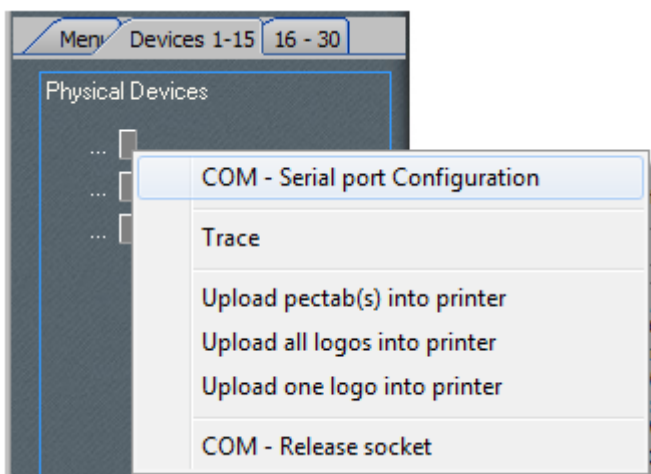 Menu Devices 1-15 16 - 30
Physical Devices
...
COM - Serial port Configuration
...
...
Trace
Upload pectab(s) into printer
Upload all logos into printer
Upload one logo into printer
COM - Release socket